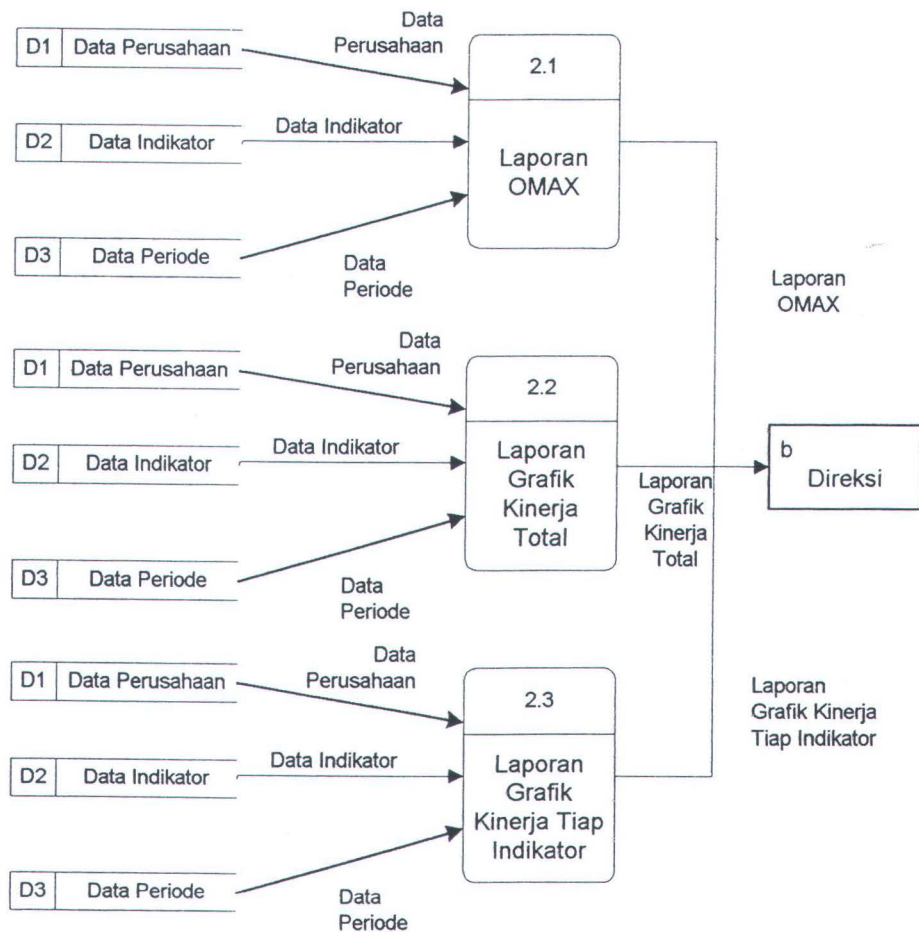 Data
Perusahaan
D1 Data Perusahaan
2.1
Data Indikator
D2 Data Indikator
Laporan
OMAX
D3 Data Periode
Data
Periode
Laporan
OMAX
Data
Perusahaan
D1 Data Perusahaan
2.2
Data Indikator
D2 Data Indikator
Laporan
Grafik
Kinerja
Total
b
Direksi
Laporan
Grafik
Kinerja
Total
D3 Data Periode
Data
Periode
Data
Perusahaan
D1 Data Perusahaan
2.3
Laporan
Grafik Kinerja
Tiap Indikator
Data Indikator
D2 Data Indikator
Laporan
Grafik
Kinerja Tiap
Indikator
D3 Data Periode
Data
Periode